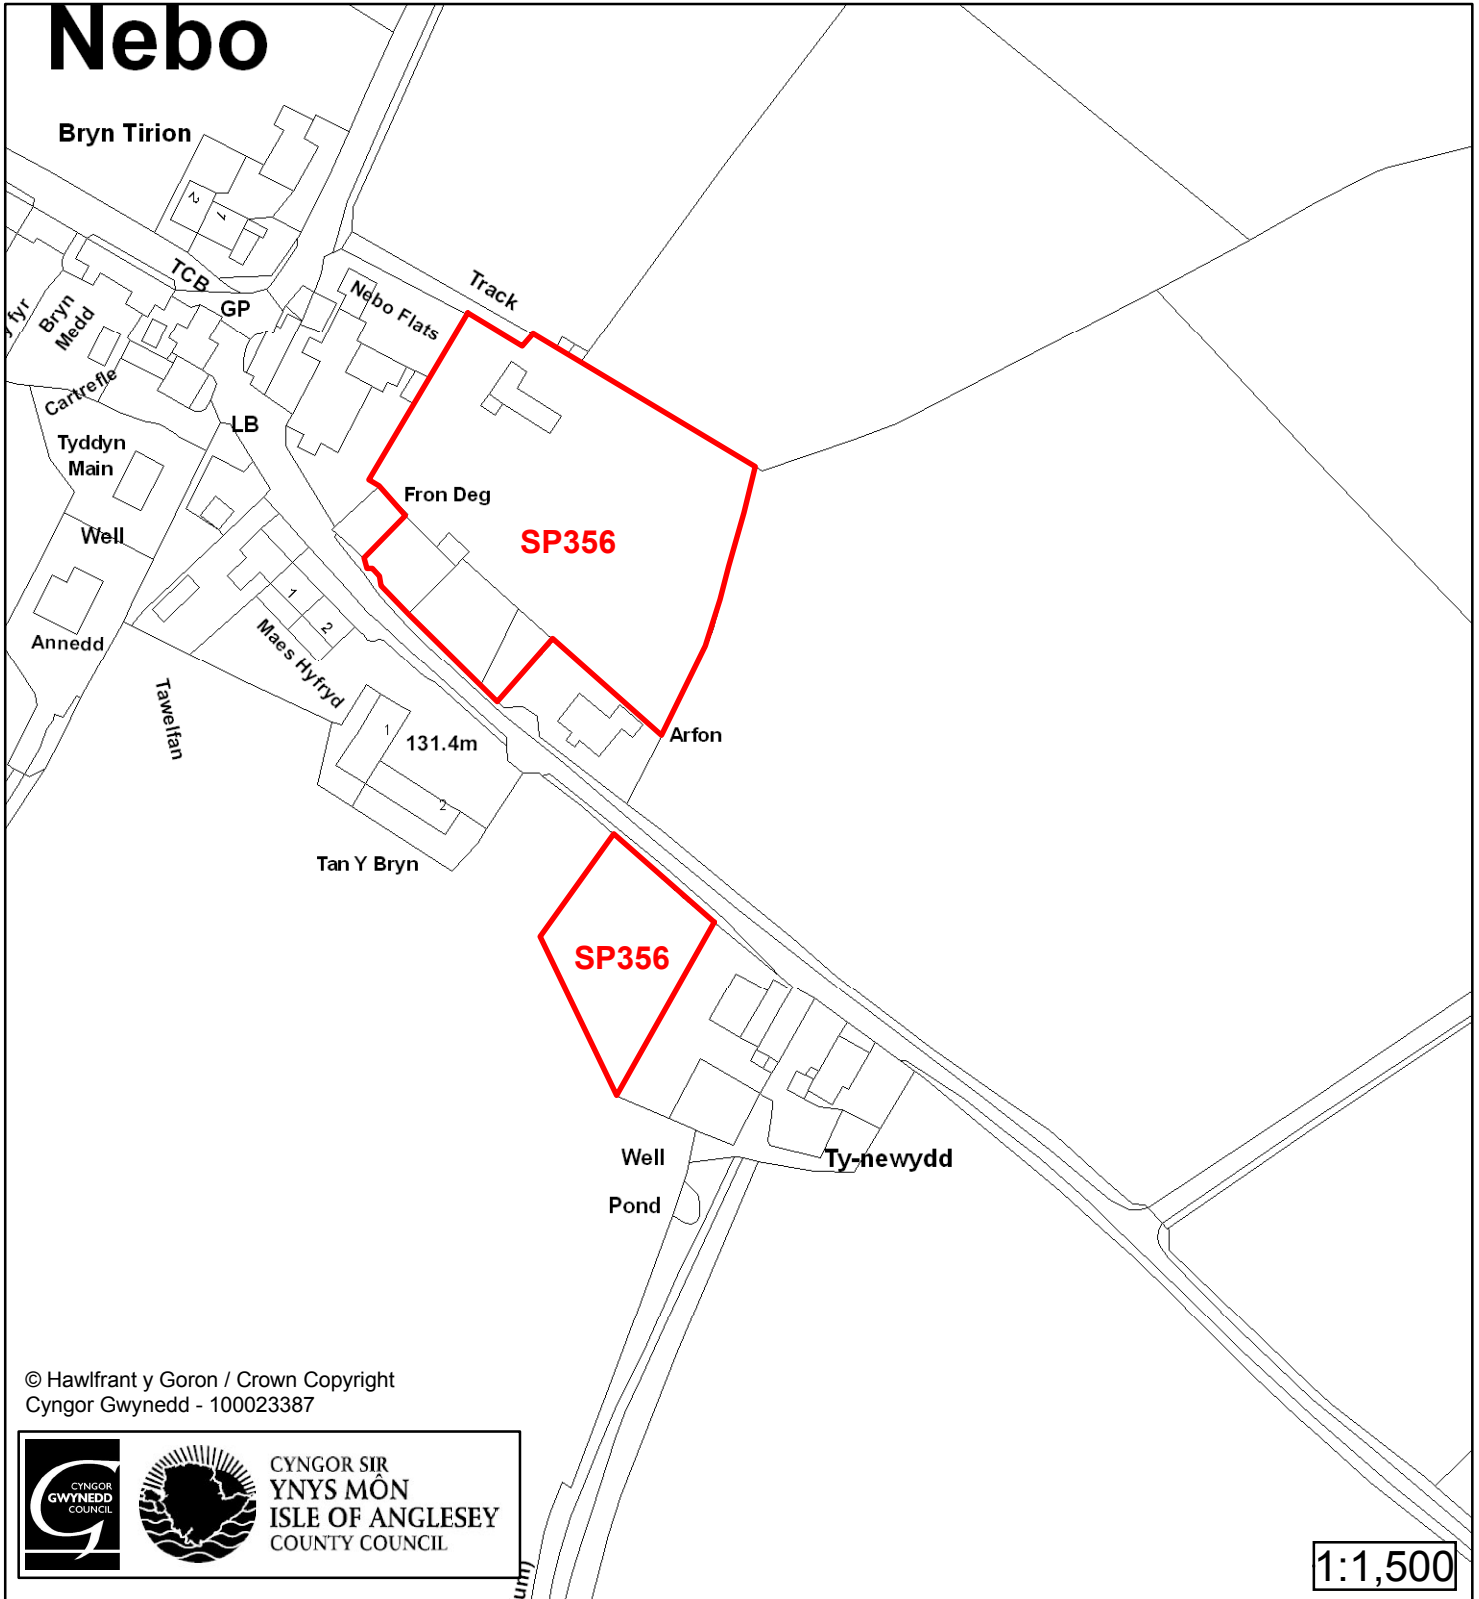 Nebo
Bryn Tirion
2
1
TCB
GP
Track
Nebo Flats
y fyr
Bryn
Medd
Cartrefle
LB
Tyddyn
Main
Fron Deg
Well
SP356
1
2
Annedd
Maes Hyfryd
Tawelfan
1
131.4m
Arfon
2
Tan Y Bryn
SP356
Well
Ty-newydd
Pond
© Hawlfrant y Goron / Crown Copyright
Cyngor Gwynedd - 100023387
CYNGOR
GWYNEDD
COUNCIL
CYNGOR SIR
YNYS MÔN
ISLE OF ANGLESEY
COUNTY COUNCIL
um)
1:1,500